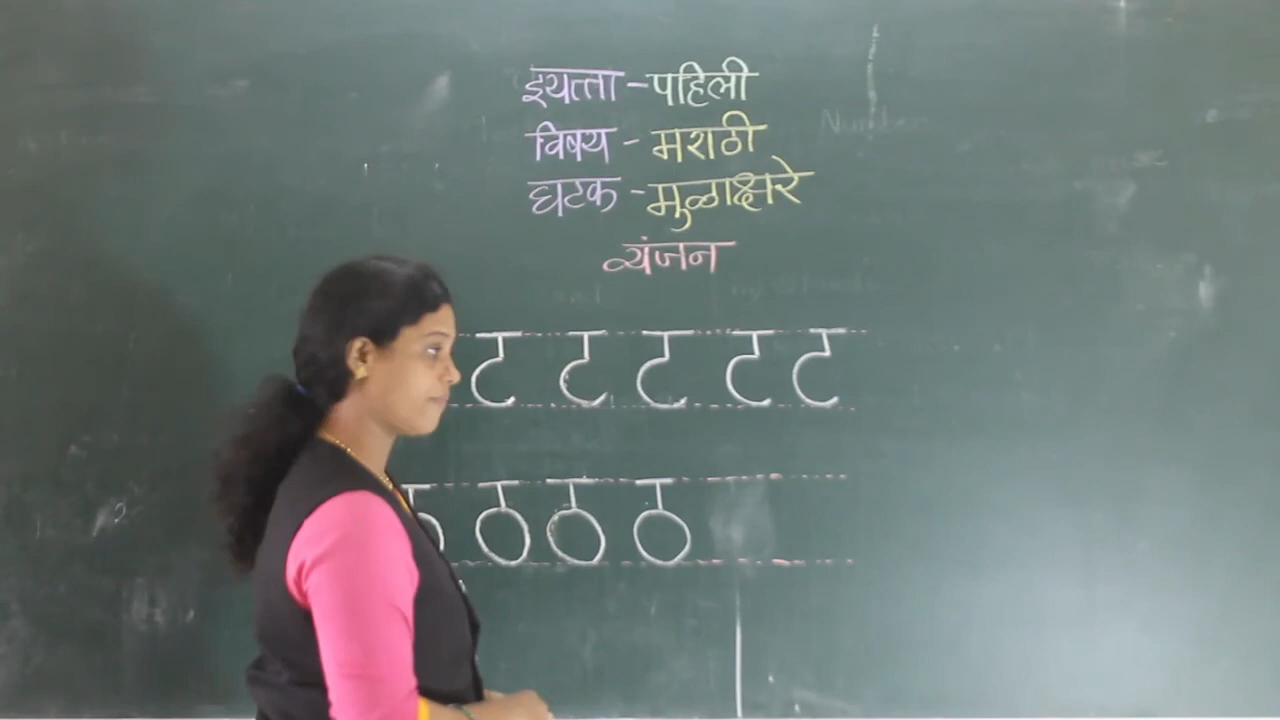 इयत्ता - पहिली
विषय - मराठी
घटक - मुळाक्षरे
व्यंजन
ट ट ट ट ट
ठ ठ ठ ठ